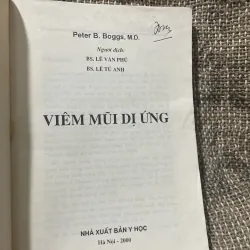 Peter B. Boggs, M.D.
Người dịch:
BS. LÊ VĂN PHÚ
BS. LÊ TÚ ANH
VIÊM MŨI DỊ ỨNG
NHÀ XUẤT BẢN Y HỌC
Hà Nội - 2000